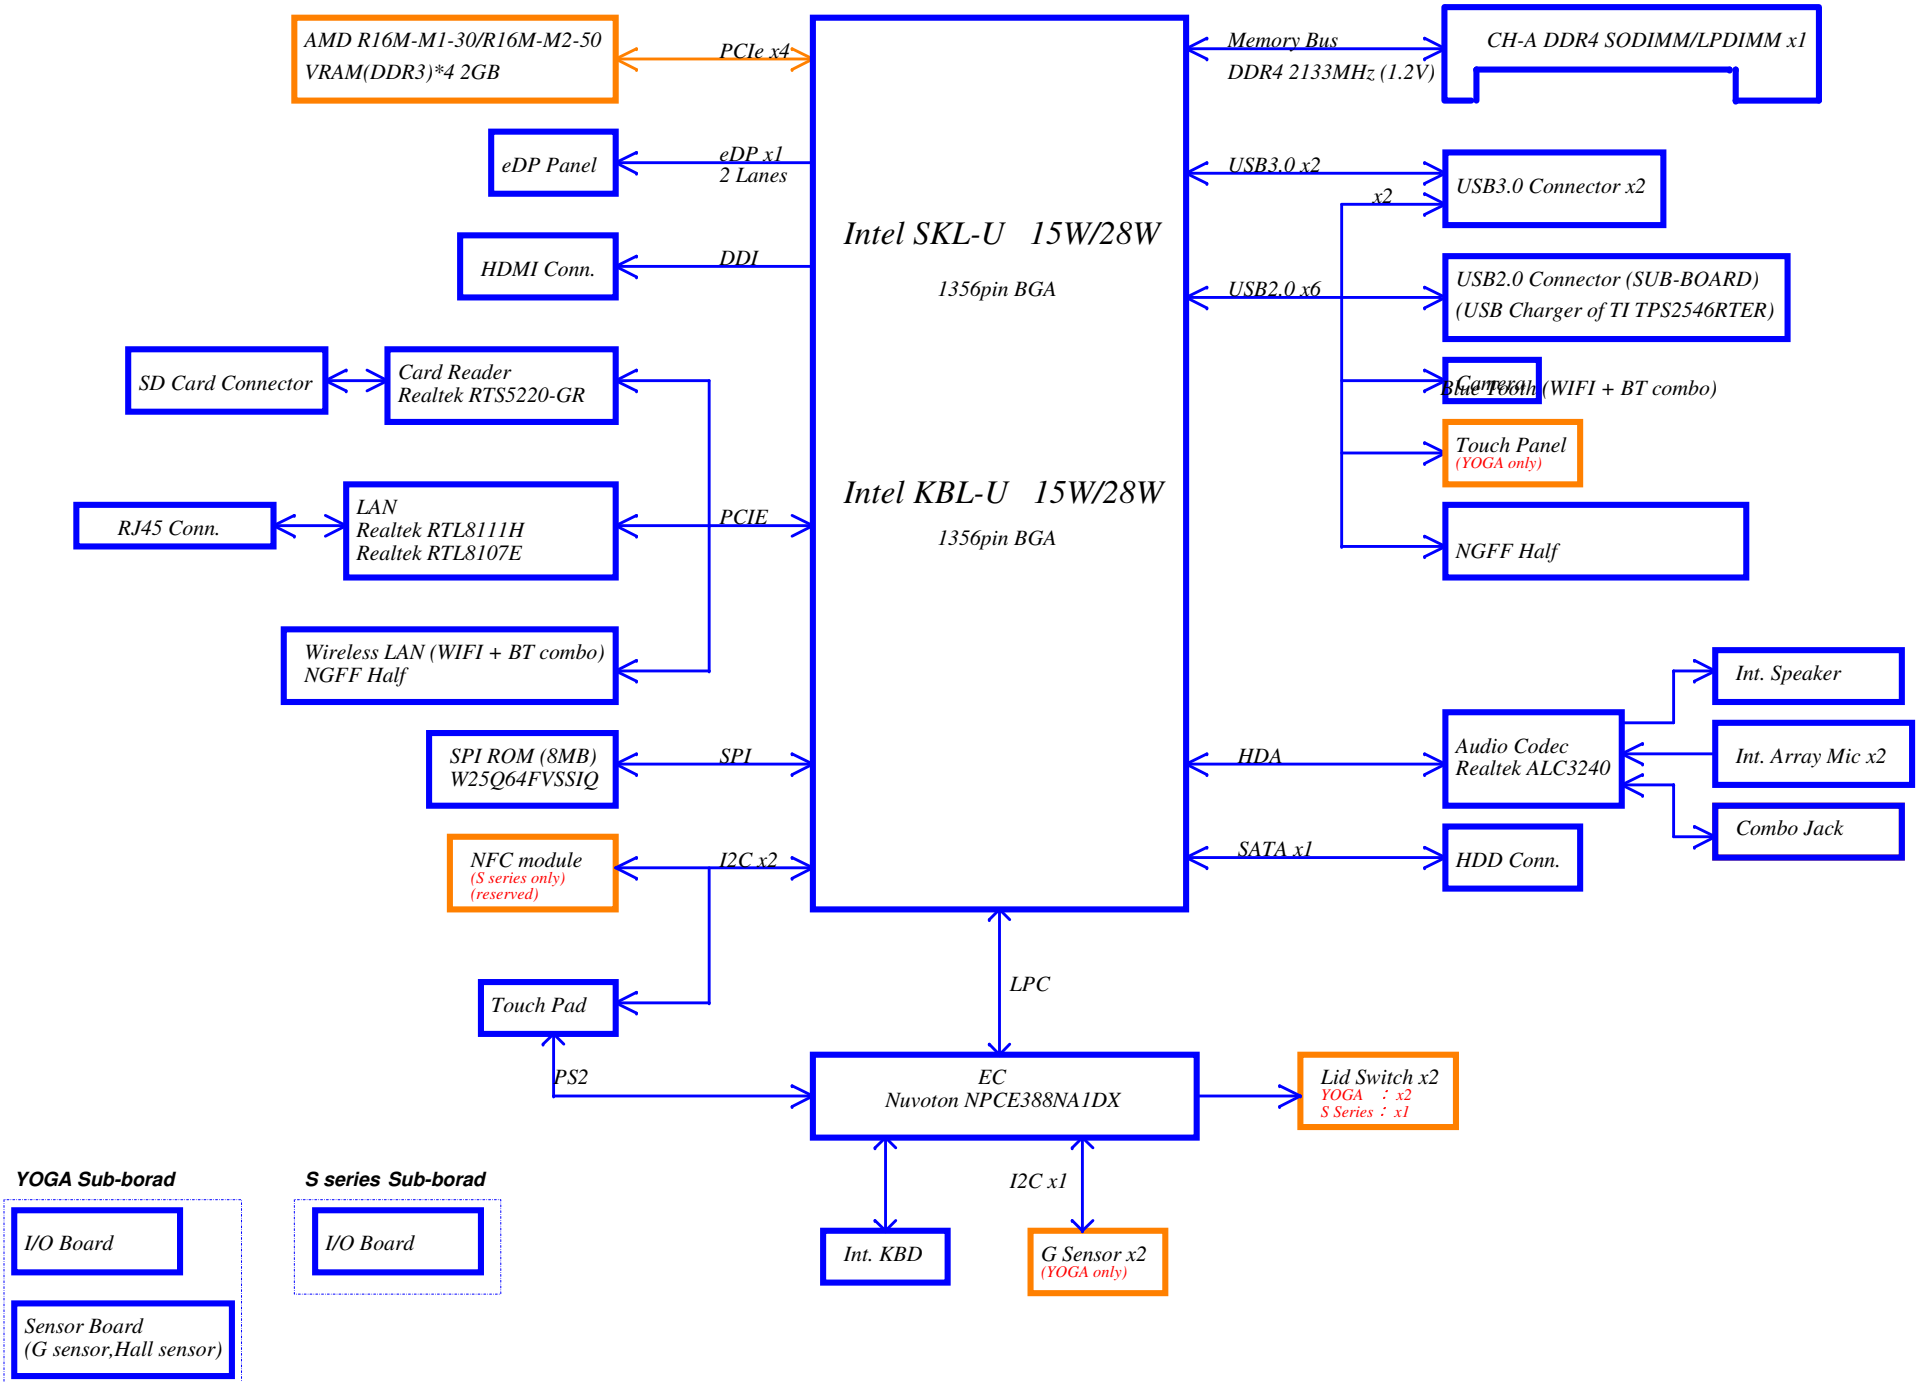 AMD R16M-M1-30/R16M-M2-50
VRAM(DDR3)*4 2GB
PCIe x4
Memory Bus
DDR4 2133MHz (1.2V)
CH-A DDR4 SODIMM/LPDIMM x1
eDP Panel
eDP x1
2 Lanes
USB3.0 x2
x2
USB3.0 Connector x2
HDMI Conn.
DDI
Intel SKL-U 15W/28W
1356pin BGA
USB2.0 x6
USB2.0 Connector (SUB-BOARD)
(USB Charger of TI TPS2546RTER)
SD Card Connector
Card Reader
Realtek RTS5220-GR
Camera
Blue Tooth (WIFI + BT combo)
Touch Panel
(YOGA only)
Intel KBL-U 15W/28W
1356pin BGA
RJ45 Conn.
LAN
Realtek RTL8111H
Realtek RTL8107E
PCIE
NGFF Half
Wireless LAN (WIFI + BT combo)
NGFF Half
Int. Speaker
SPI ROM (8MB)
W25Q64FVSSIQ
SPI
HDA
Audio Codec
Realtek ALC3240
Int. Array Mic x2
Combo Jack
NFC module
(S series only)
(reserved)
I2C x2
SATA x1
HDD Conn.
LPC
Touch Pad
PS2
EC
Nuvoton NPCE388NA1DX
Lid Switch x2
YOGA : x2
S Series : x1
I2C x1
Int. KBD
G Sensor x2
(YOGA only)
YOGA Sub-borad
I/O Board
Sensor Board
(G sensor,Hall sensor)
S series Sub-borad
I/O Board